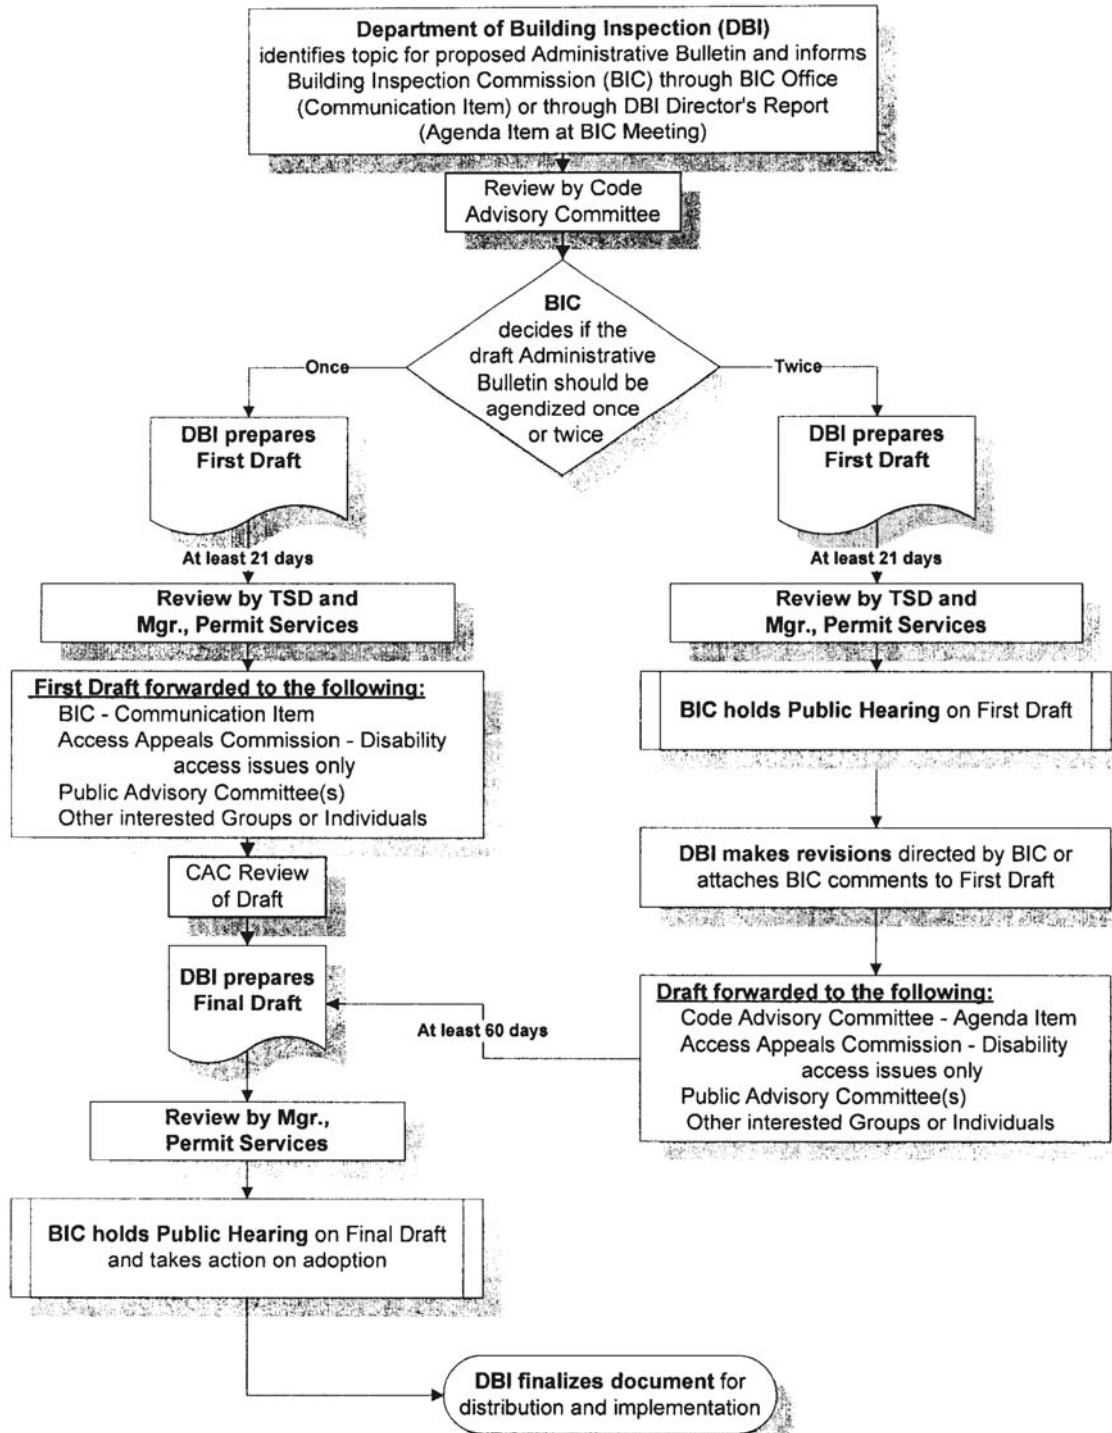 Department of Building Inspection (DBI)
identifies topic for proposed Administrative Bulletin and informs
Building Inspection Commission (BIC) through BIC Office
(Communication Item) or through DBI Director's Report
(Agenda Item at BIC Meeting)
Review by Code
Advisory Committee
BIC
decides if the
draft Administrative
Bulletin should be
agendized once
or twice
Once
DBI prepares
First Draft
At least 21 days
Review by TSD and
Mgr., Permit Services
First Draft forwarded to the following:
BIC - Communication Item
Access Appeals Commission - Disability
access issues only
Public Advisory Committee(s)
Other interested Groups or Individuals
CAC Review
of Draft
DBI prepares
Final Draft
Review by Mgr.,
Permit Services
BIC holds Public Hearing on Final Draft
and takes action on adoption
Twice
DBI prepares
First Draft
At least 21 days
Review by TSD and
Mgr., Permit Services
BIC holds Public Hearing on First Draft
DBI makes revisions directed by BIC or
attaches BIC comments to First Draft
Draft forwarded to the following:
Code Advisory Committee - Agenda Item
Access Appeals Commission - Disability
access issues only
Public Advisory Committee(s)
Other interested Groups or Individuals
At least 60 days
DBI finalizes document for
distribution and implementation